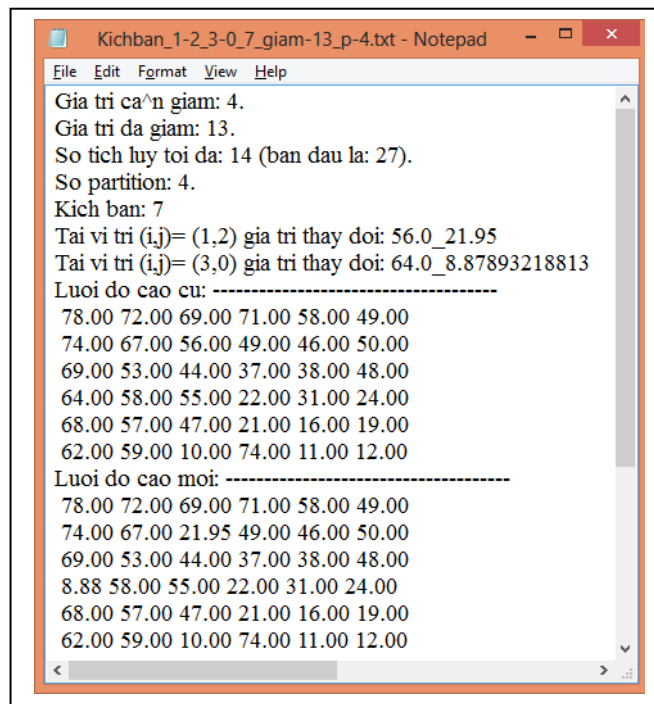 Kichban_1-2_3-0_7_giam-13_p-4.txt - Notepad
File Edit Format View Help
Gia tri ca^n giam: 4.
Gia tri da giam: 13.
So tich luy toi da: 14 (ban dau la: 27).
So partition: 4.
Kich ban: 7
Tai vi tri (i,j)= (1,2) gia tri thay doi: 56.0_21.95
Tai vi tri (i,j)= (3,0) gia tri thay doi: 64.0_8.87893218813
Luoi do cao cu: -------------------------------------
78.00 72.00 69.00 71.00 58.00 49.00
74.00 67.00 56.00 49.00 46.00 50.00
69.00 53.00 44.00 37.00 38.00 48.00
64.00 58.00 55.00 22.00 31.00 24.00
68.00 57.00 47.00 21.00 16.00 19.00
62.00 59.00 10.00 74.00 11.00 12.00
Luoi do cao moi: -------------------------------------
78.00 72.00 69.00 71.00 58.00 49.00
74.00 67.00 21.95 49.00 46.00 50.00
69.00 53.00 44.00 37.00 38.00 48.00
8.88 58.00 55.00 22.00 31.00 24.00
68.00 57.00 47.00 21.00 16.00 19.00
62.00 59.00 10.00 74.00 11.00 12.00